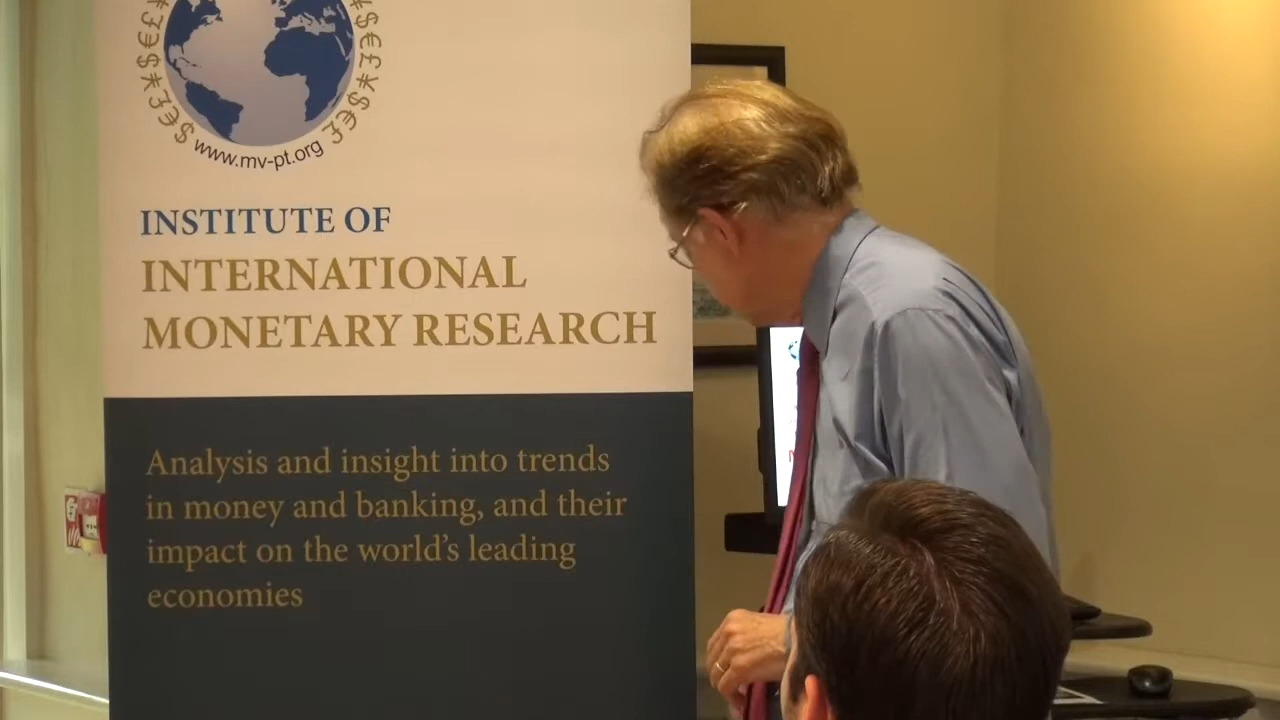 www.mv-pt.org
INSTITUTE OF
INTERNATIONAL
MONETARY RESEARCH
Analysis and insight into trends
in money and banking, and their
impact on the world's leading
economies